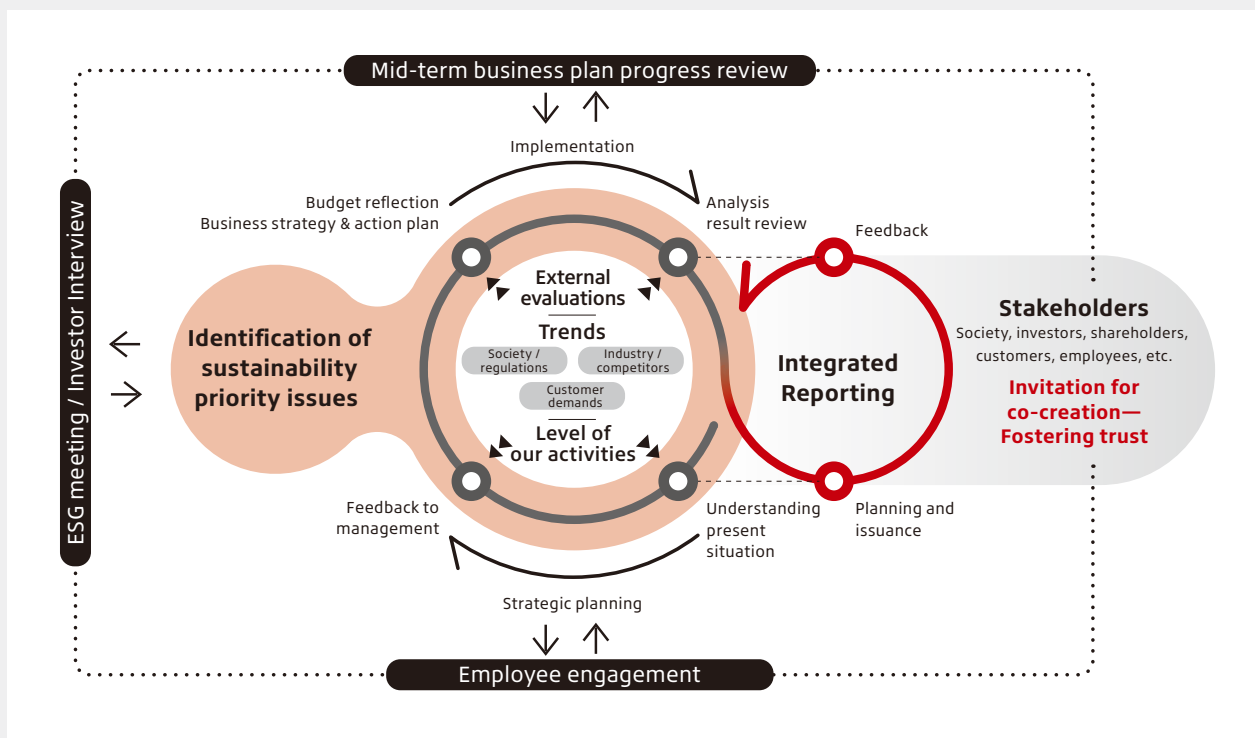 Mid-term business plan progress review
Implementation
Budget reflection
Business strategy & action plan
Analysis
result review
Feedback
ESG meeting / Investor Interview
Identification of
sustainability
priority issues
External
evaluations
Trends
Society /
regulations
Industry /
competitors
Customer
demands
Level of
our activities
Integrated
Reporting
Stakeholders
Society, investors, shareholders,
customers, employees, etc.
Invitation for
co-creation—
Fostering trust
Feedback to
management
Understanding
present
situation
Planning and
issuance
Strategic planning
Employee engagement